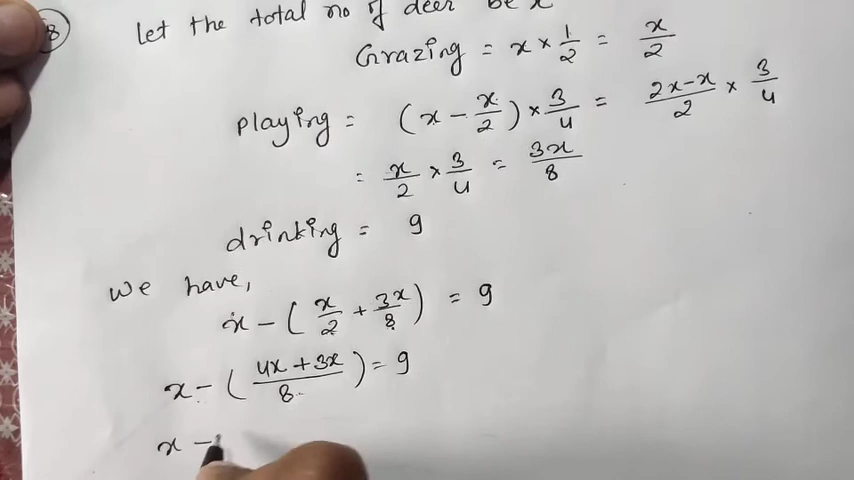 8 Let the total no of deer be x
Grazing = x × 1/2 = x/2
Playing = (x - x/2) × 3/4 = (2x-x)/2 × 3/4
= x/2 × 3/4 = 3x/8
drinking = 9
We have,
x - (x/2 + 3x/8) = 9
x - ((4x+3x)/8) = 9
x -